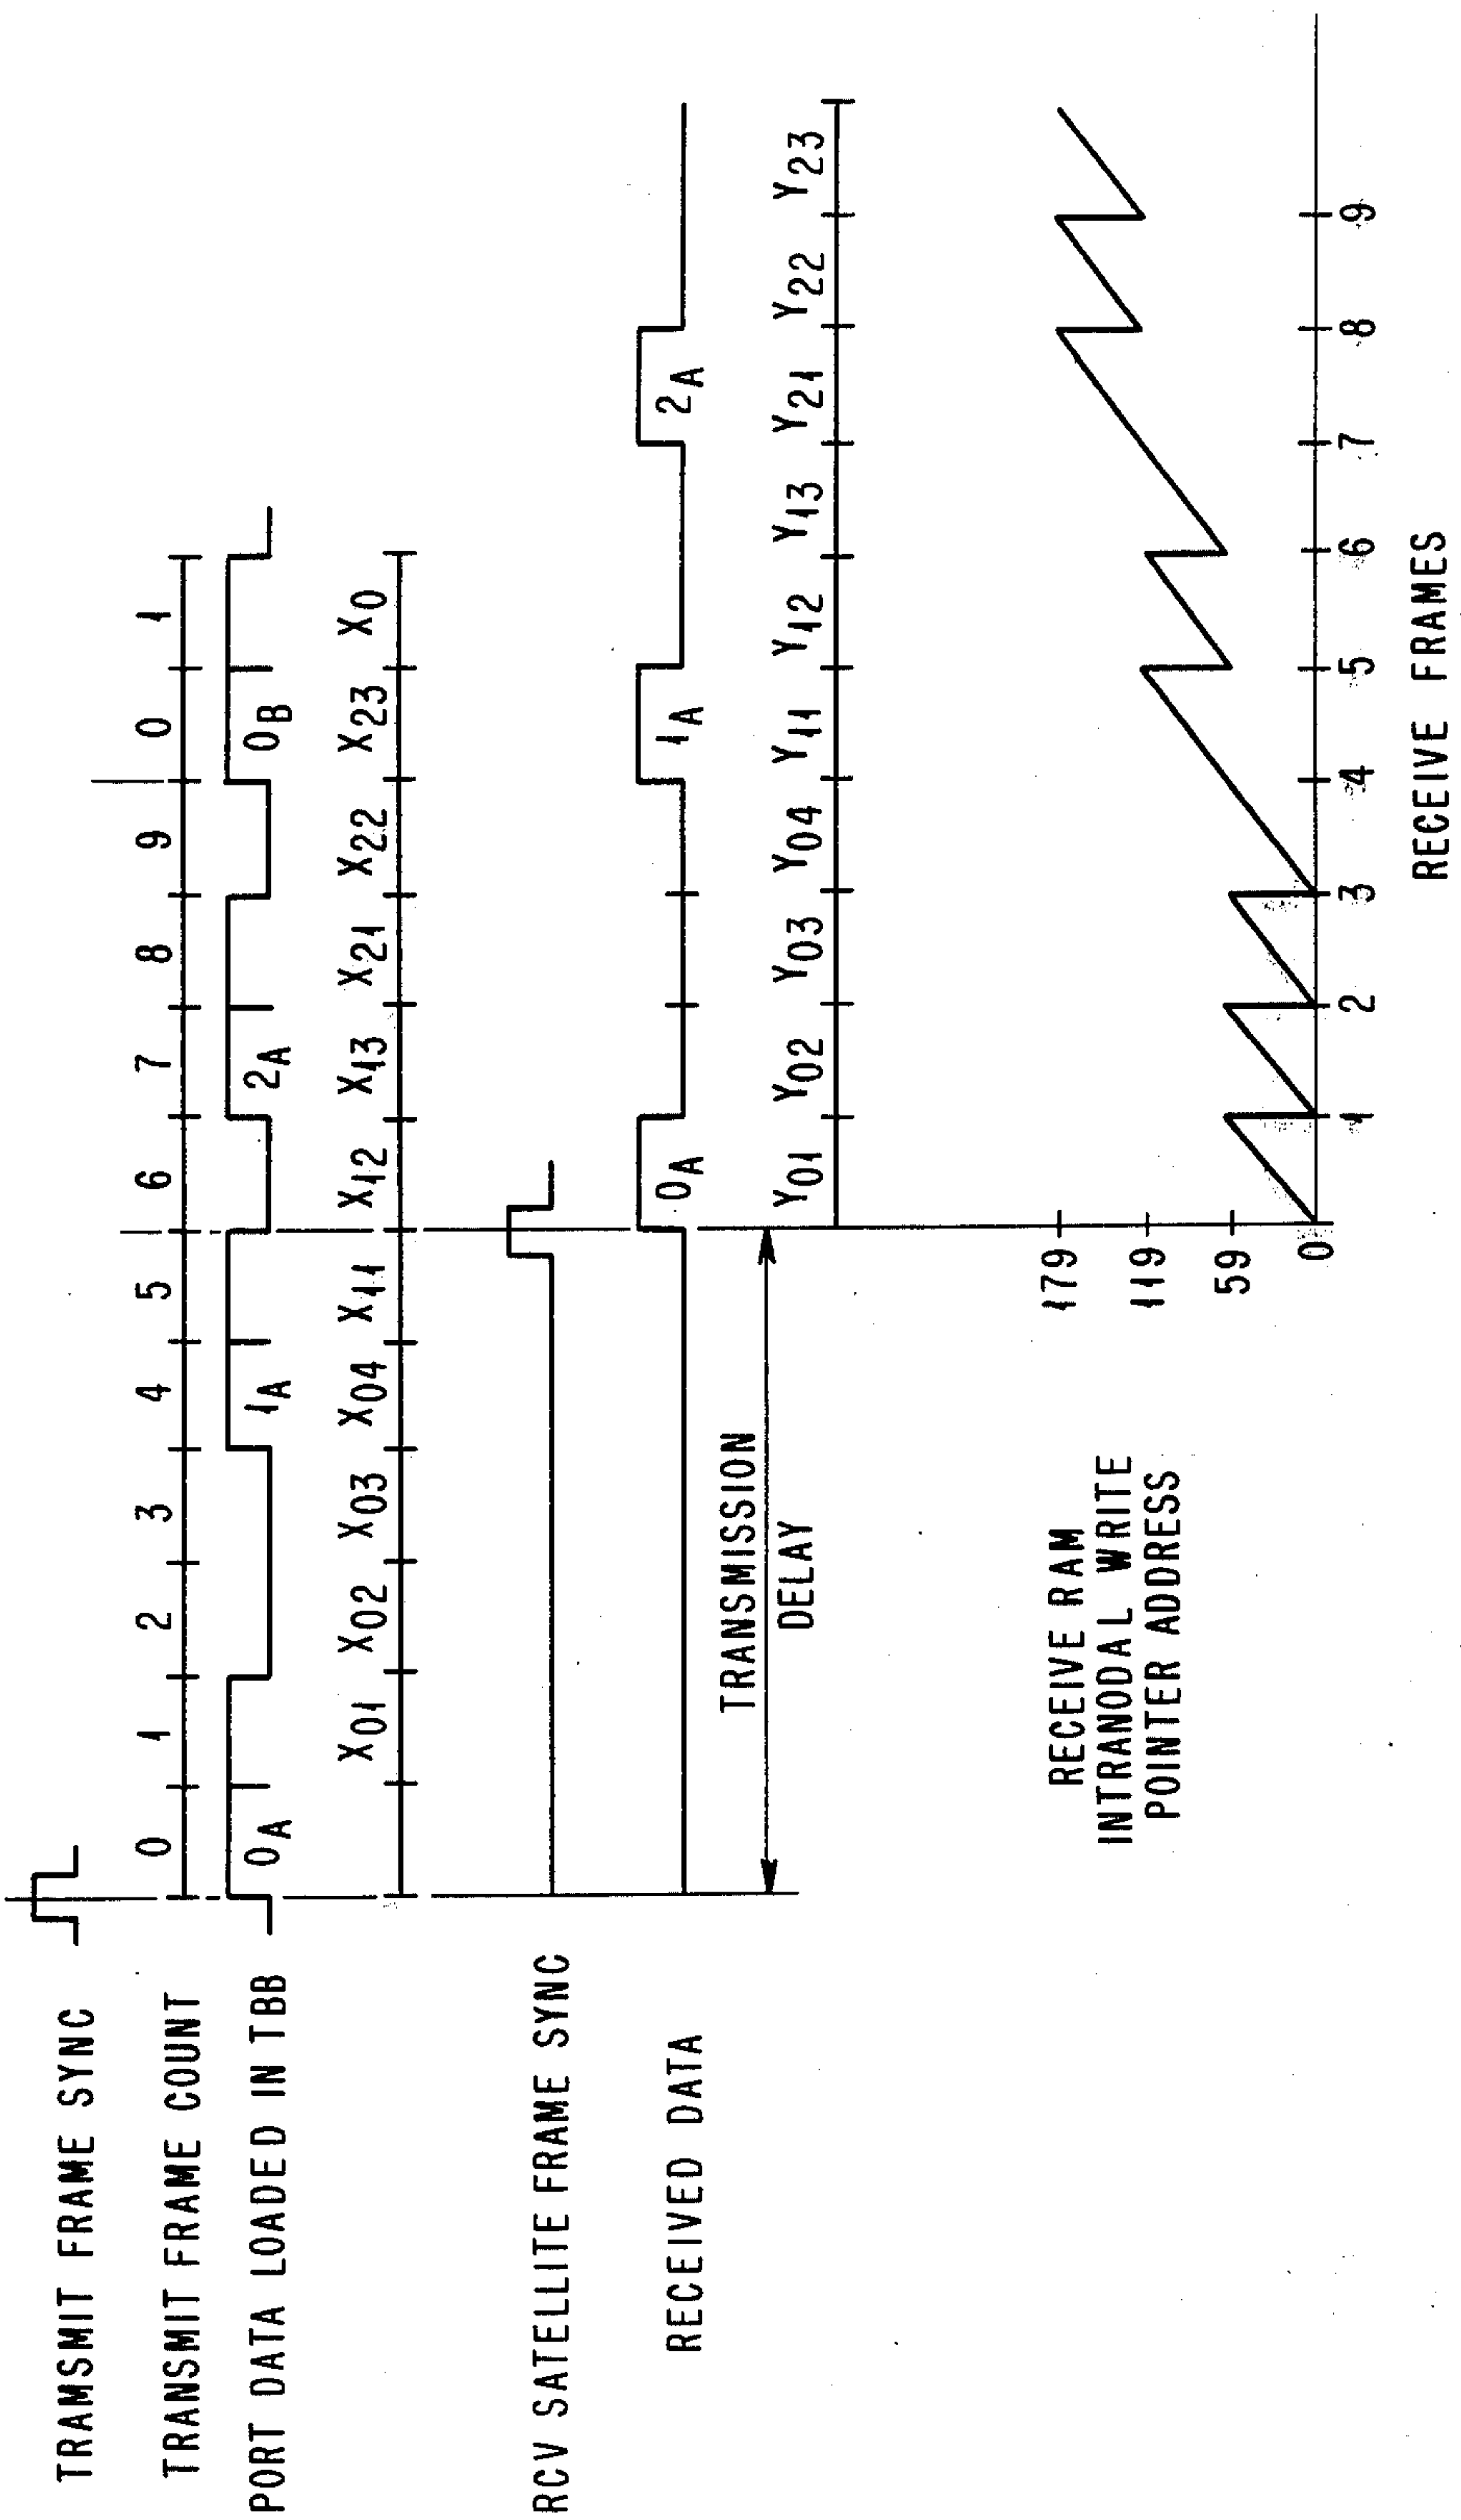 TRAMSMIT FRAME SYNC
TRANSMIT FRAME COUNT
0 1 2 3 4 5 6 7 8 9 0 1
PORT DATA LOADED IN TBB
0A 1A 2A 0B
X01 X02 X03 X04 X11 X12 X13 X21 X22 X23 X0
RCV SATELLITE FRAME SYNC
RECEIVED DATA
0A 1A 2A
TRANSMISSION
DELAY
Y01 Y02 Y03 Y04 Y11 Y12 Y13 Y21 Y22 Y23
RECEIVE RAM
INTRANODAL WRITE
POINTER ADDRESS
179
119
59
0
1 2 3 4 5 6 7 8 9
RECEIVE FRAMES